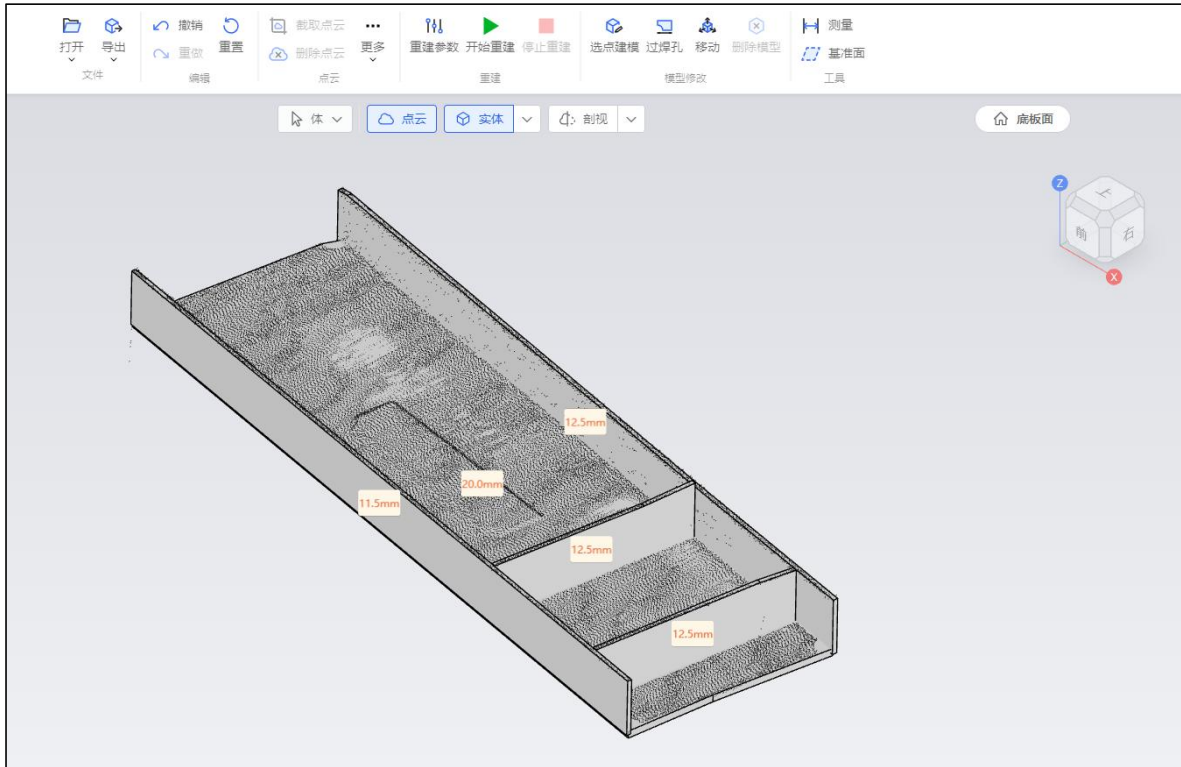 打开 导出 撤销 重置 截取点云 更多 重建参数 开始重建 停止重建 选点建模 过焊孔 移动 删除模型 测量
重做 删除点云 基准面
文件 编辑 点云 重建 模型修改 工具
体 点云 实体 剖视 底板面
Z
上
前 右
X
12.5mm
20.0mm
11.5mm
12.5mm
12.5mm